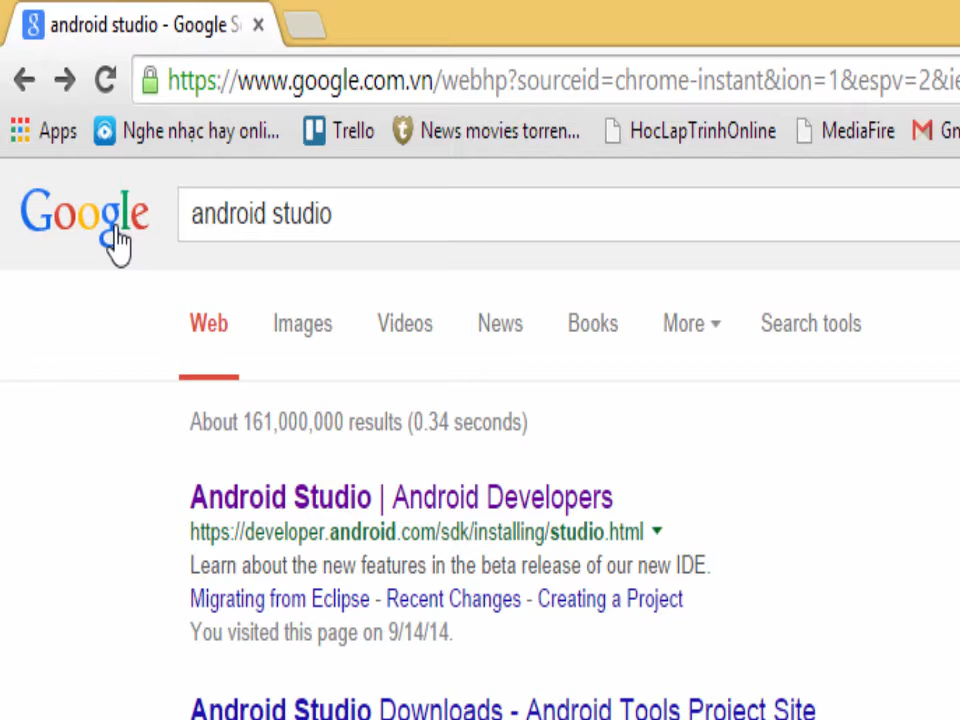 android studio - Google S
https://www.google.com.vn/webhp?sourceid=chrome-instant&ion=1&espv=2&ie
Apps Nghe nhạc hay onli... Trello News movies torren... HocLapTrinhOnline MediaFire Gm
Google android studio
Web Images Videos News Books More Search tools
About 161,000,000 results (0.34 seconds)
Android Studio | Android Developers
https://developer.android.com/sdk/installing/studio.html
Learn about the new features in the beta release of our new IDE.
Migrating from Eclipse - Recent Changes - Creating a Project
You visited this page on 9/14/14.
Android Studio Downloads - Android Tools Project Site